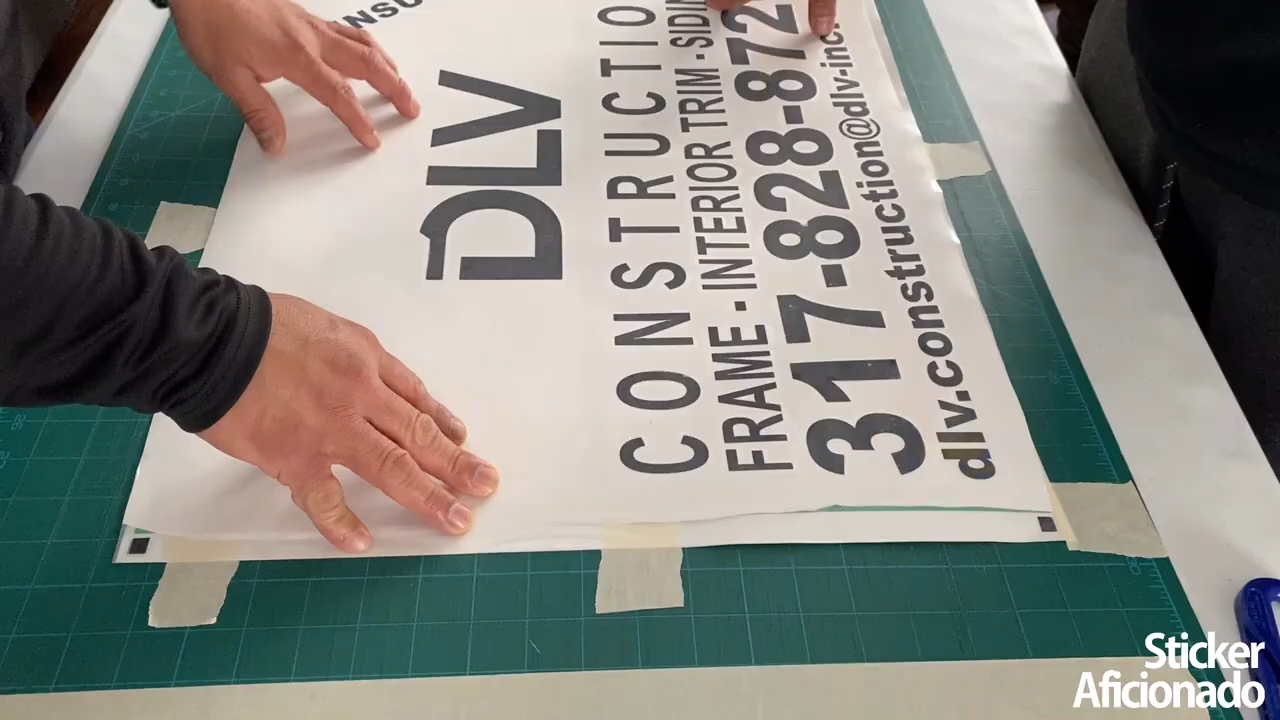 DLV
CONSTRUCTIO
FRAME - INTERIOR TRIM - SIDIN
317-828-872
dlv.construction@dlv-inc.
Sticker
Aficionado